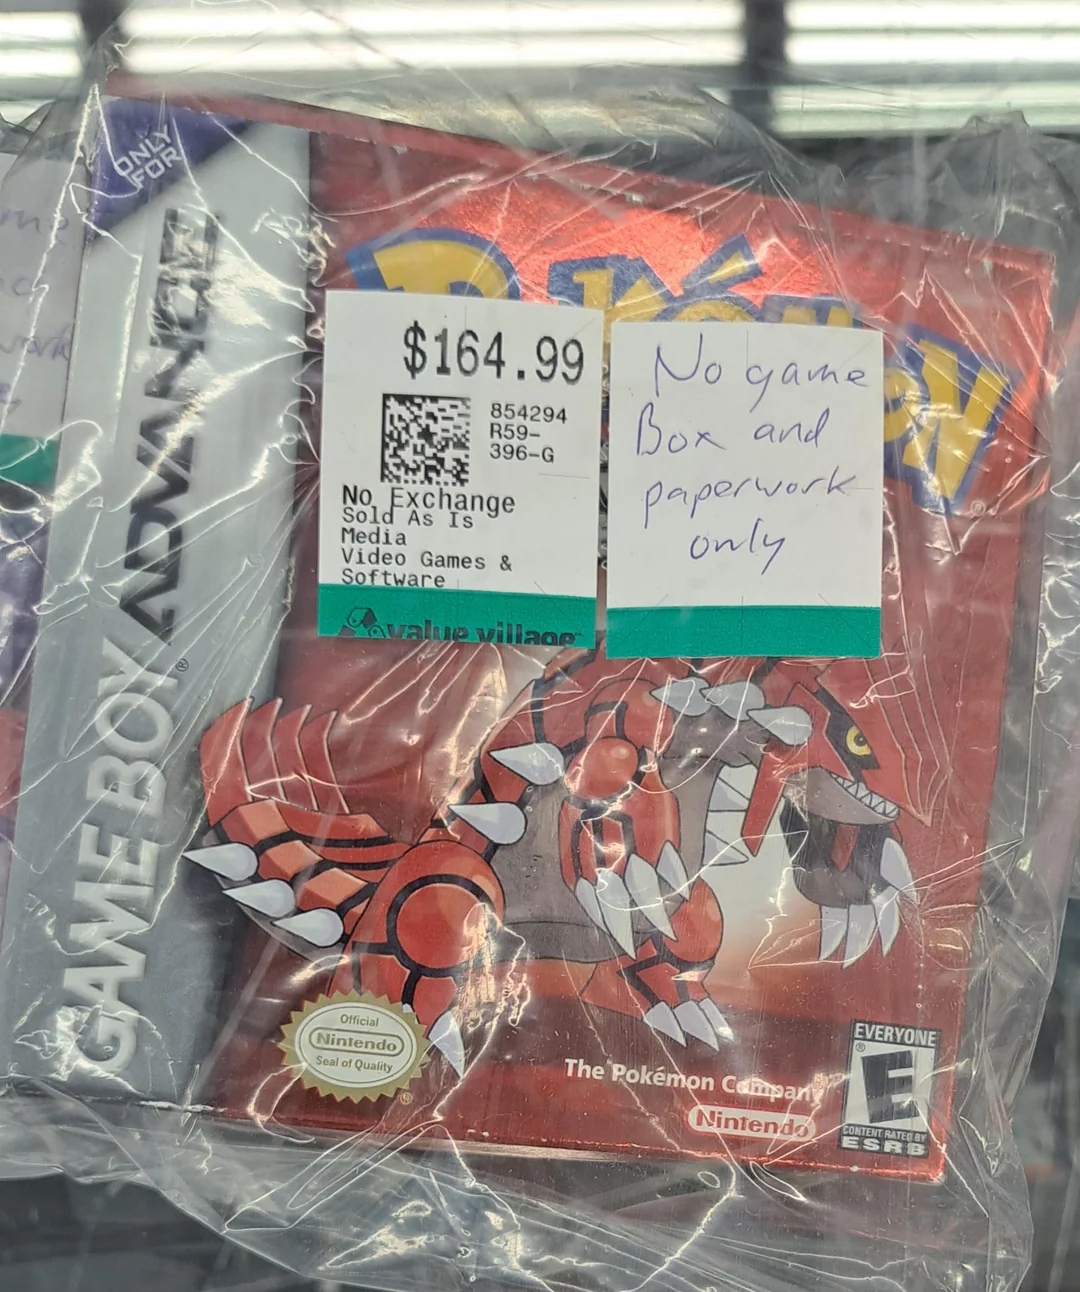 ONLY
FOR
GAME BOY ADVANCE
®
Pokémon
®
$164.99
854294
R59-
396-G
No Exchange
Sold As Is
Media
Video Games &
Software
value village™
No game
Box and
paperwork
only
Official
Nintendo
Seal of Quality
®
The Pokémon Company
Nintendo
EVERYONE
®
E
CONTENT RATED BY
ESRB